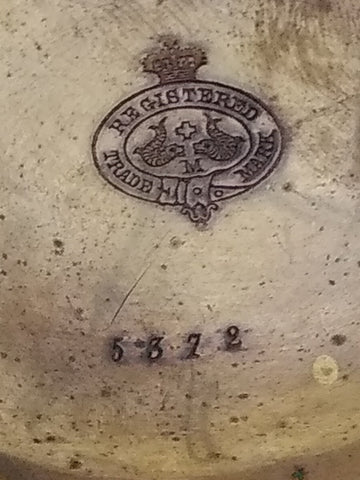 REGISTERED
M
TRADE MARK
5372